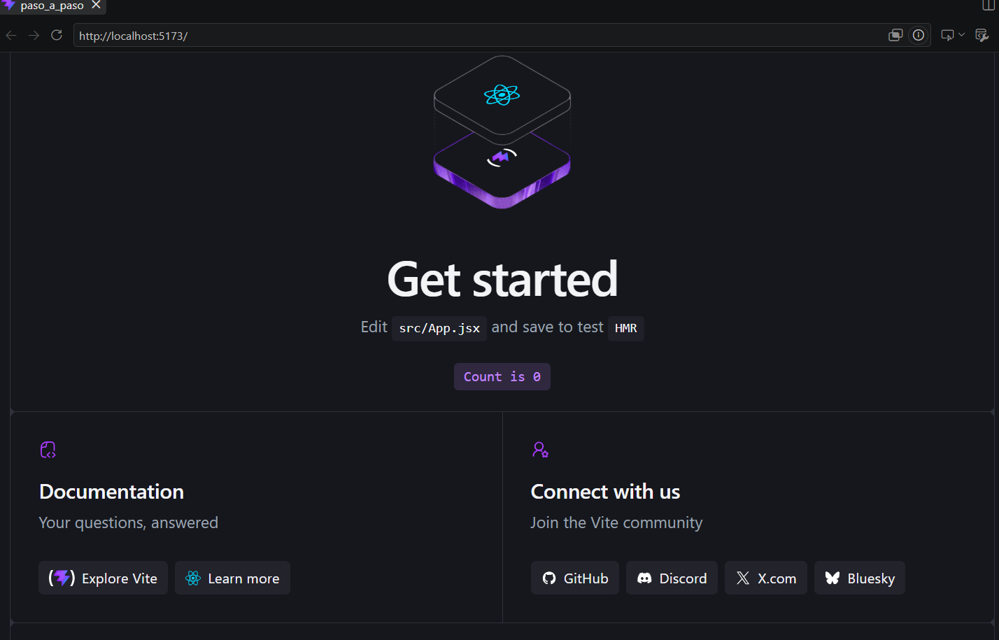 paso_a_paso
http://localhost:5173/
Get started
Edit src/App.jsx and save to test HMR
Count is 0
Documentation
Your questions, answered
Explore Vite
Learn more
Connect with us
Join the Vite community
GitHub
Discord
X.com
Bluesky